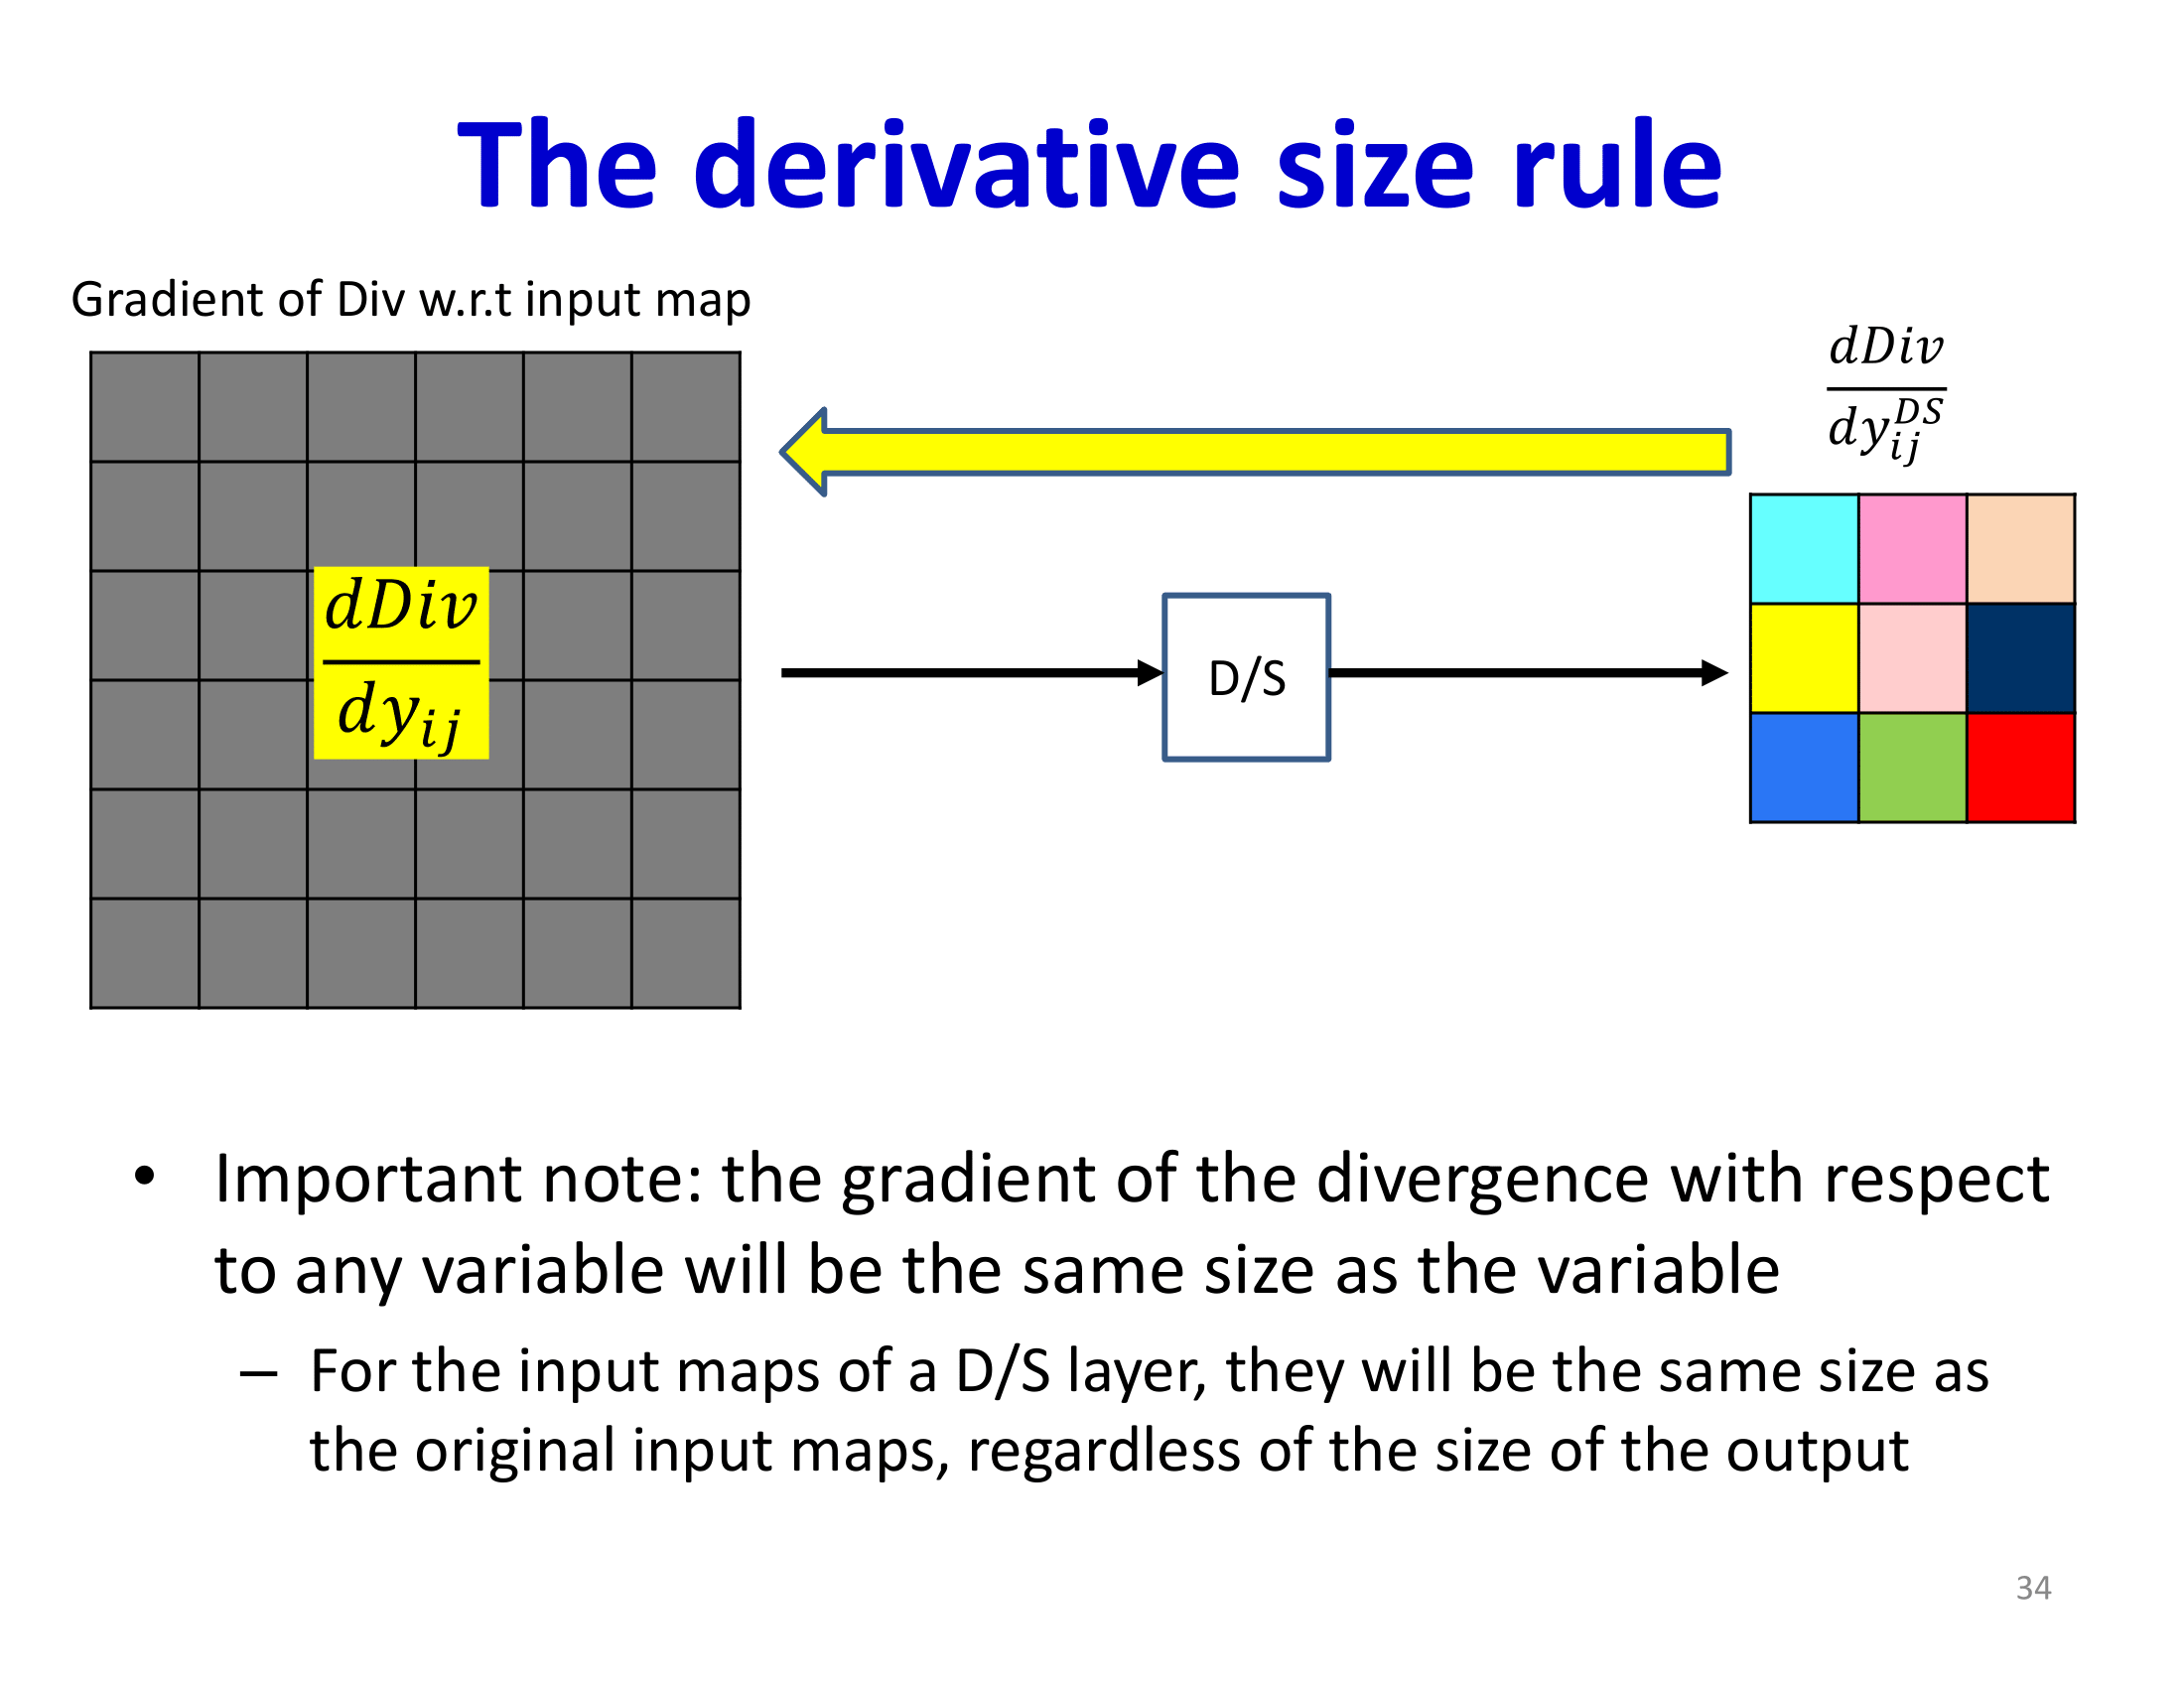 The derivative size rule
Gradient of Div w.r.t input map
dDiv
dy_{ij}^{DS}
dDiv
dy_{ij}
D/S
• Important note: the gradient of the divergence with respect
to any variable will be the same size as the variable
– For the input maps of a D/S layer, they will be the same size as
the original input maps, regardless of the size of the output
34